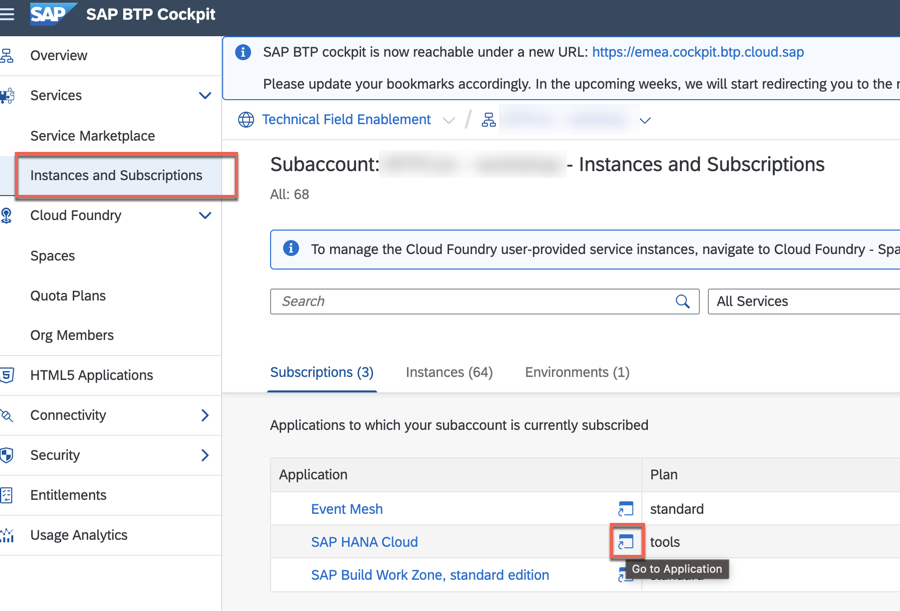 SAP SAP BTP Cockpit
Overview
Services
Service Marketplace
Instances and Subscriptions
Cloud Foundry
Spaces
Quota Plans
Org Members
HTML5 Applications
Connectivity
Security
Entitlements
Usage Analytics
SAP BTP cockpit is now reachable under a new URL: https://emea.cockpit.btp.cloud.sap
Please update your bookmarks accordingly. In the upcoming weeks, we will start redirecting you to the
Technical Field Enablement /
Subaccount: - Instances and Subscriptions
All: 68
To manage the Cloud Foundry user-provided service instances, navigate to Cloud Foundry - Spa
Search
All Services
Subscriptions (3) Instances (64) Environments (1)
Applications to which your subaccount is currently subscribed
Application Plan
Event Mesh standard
SAP HANA Cloud tools
Go to Application
SAP Build Work Zone, standard edition